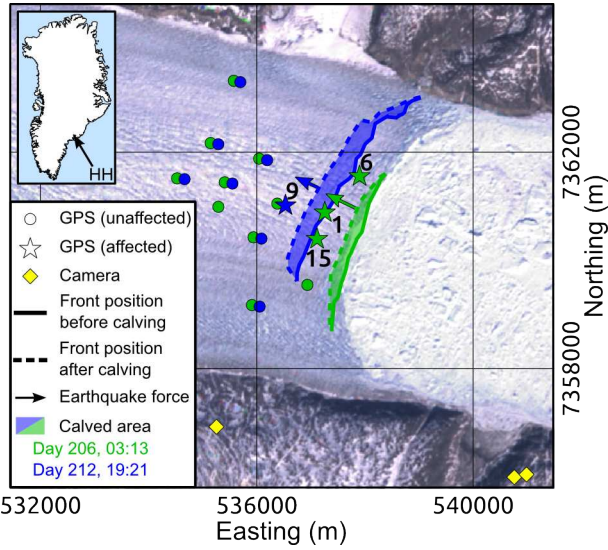 HH
6
9
1
15
GPS (unaffected)
GPS (affected)
Camera
Front position
before calving
Front position
after calving
Earthquake force
Calved area
Day 206, 03:13
Day 212, 19:21
7362000
7358000
Northing (m)
532000 536000 540000
Easting (m)